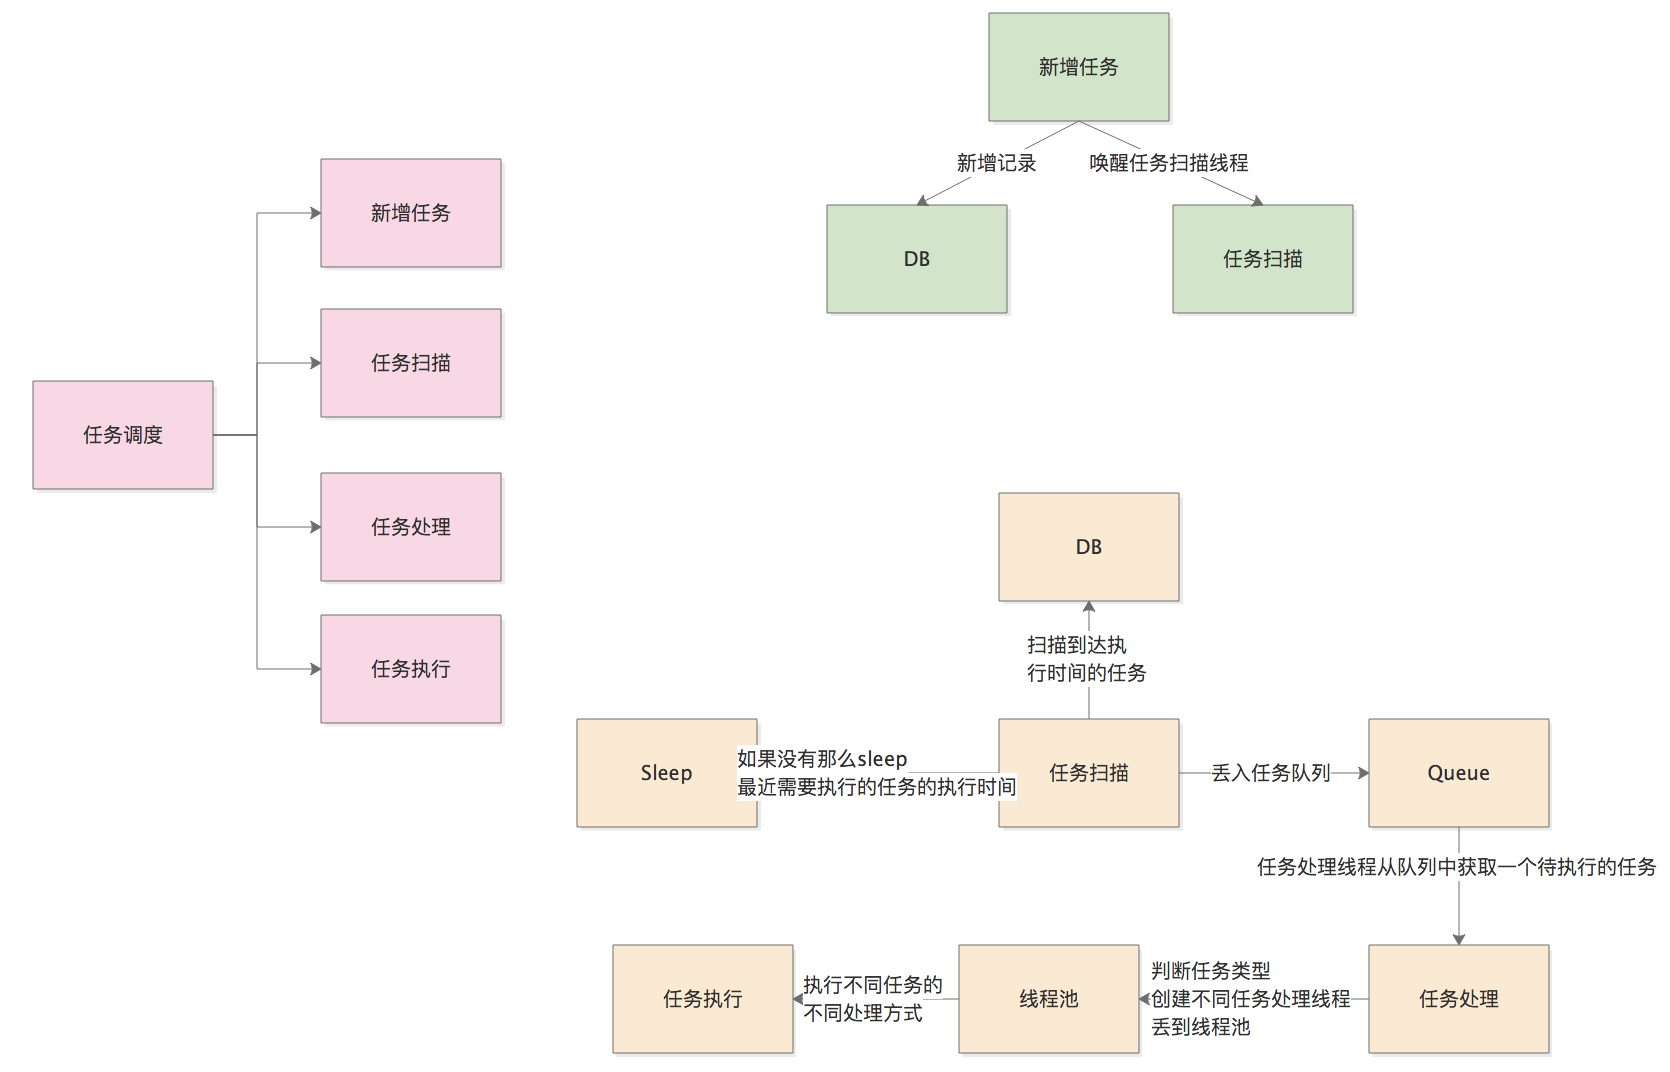 新增任务
新增记录
唤醒任务扫描线程
DB
任务扫描
任务调度
新增任务
任务扫描
任务处理
任务执行
DB
扫描到达执
行时间的任务
Sleep
如果没有那么sleep
最近需要执行的任务的执行时间
任务扫描
丢入任务队列
Queue
任务处理线程从队列中获取一个待执行的任务
任务处理
判断任务类型
创建不同任务处理线程
丢到线程池
线程池
执行不同任务的
不同处理方式
任务执行